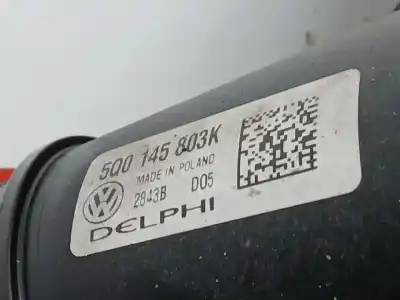 5Q0 145 803K
MADE IN POLAND
2843B D05
DELPHI